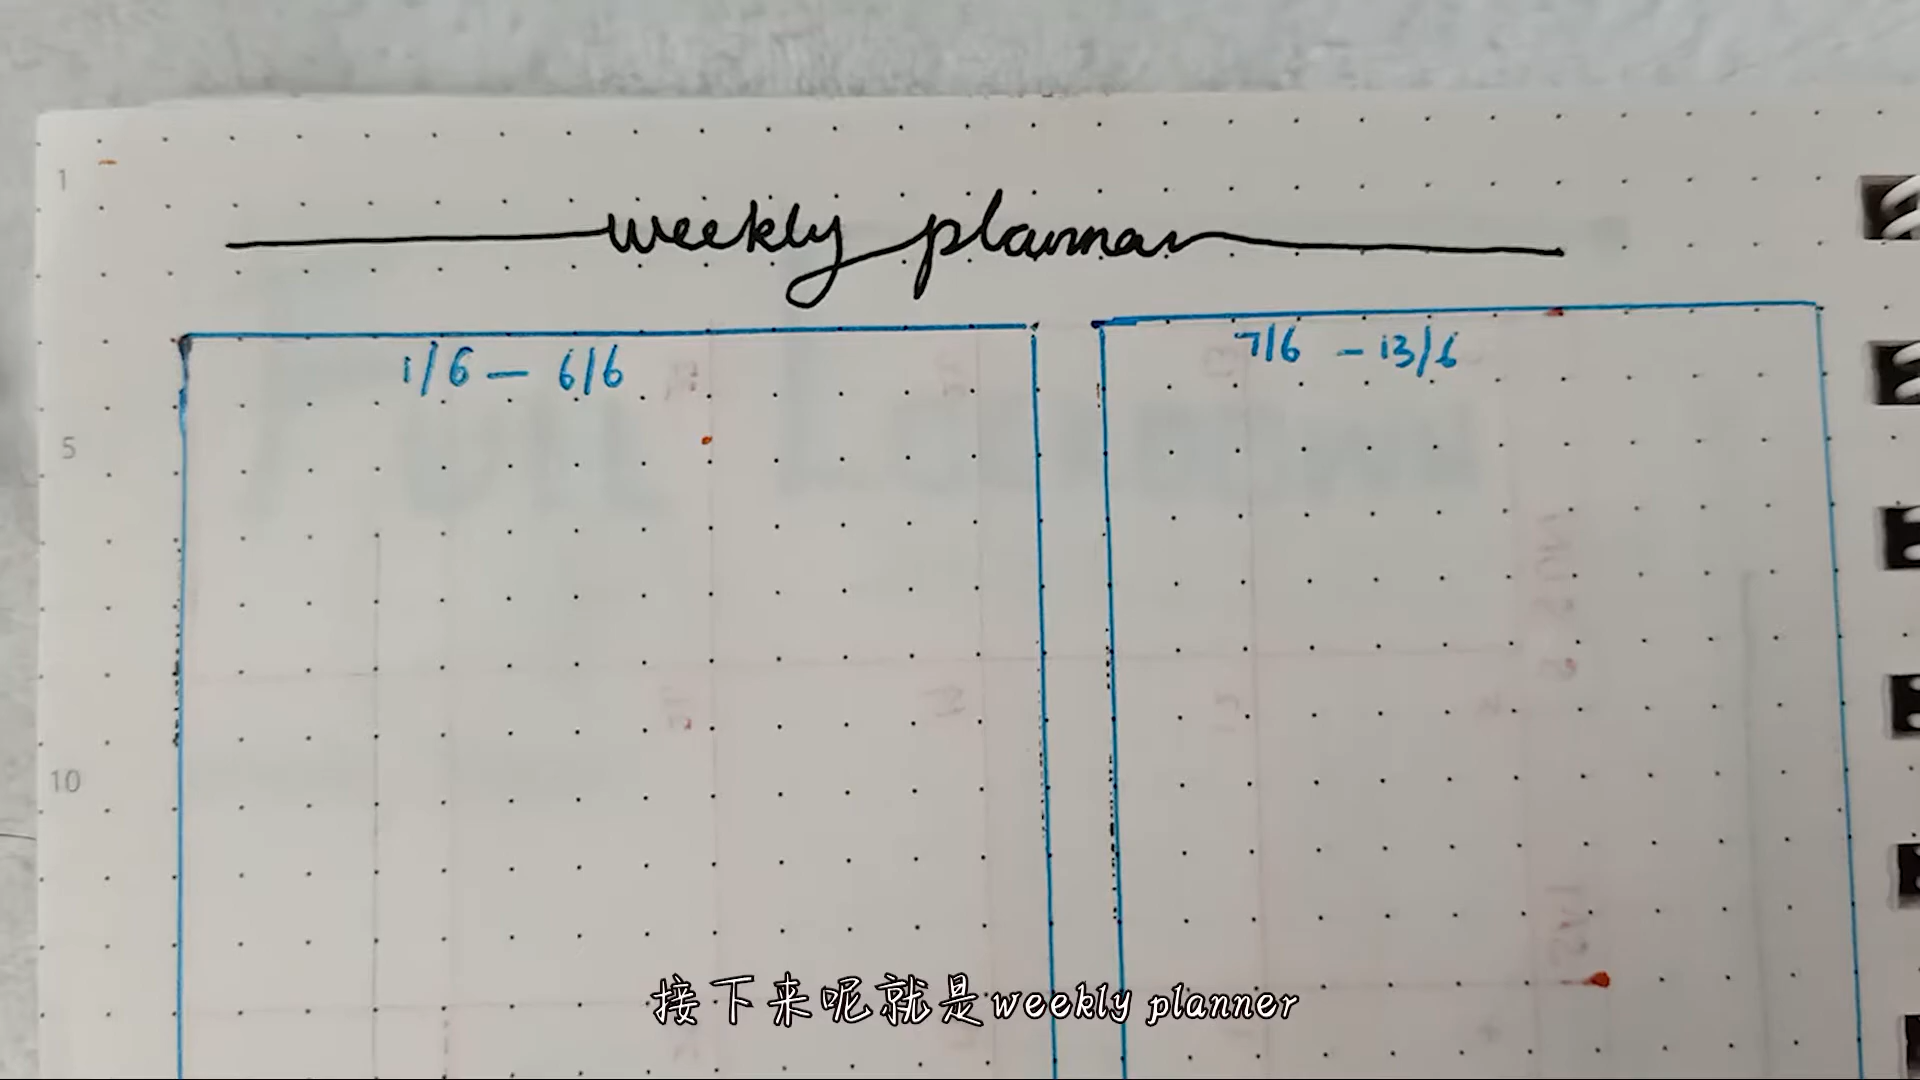 1
weekly plannar
1/6 - 6/6
7/6 - 13/6
5
10
接下来呢就是weekly planner